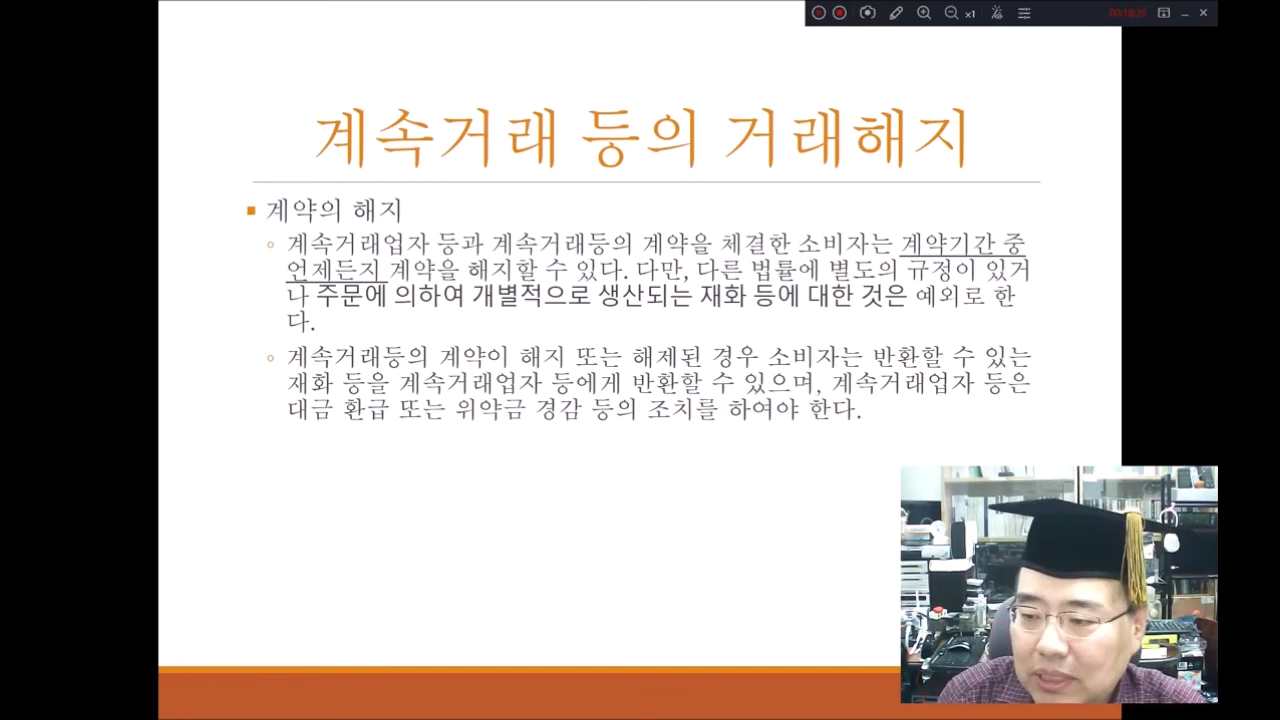 x1
00:18:29
계속거래 등의 거래해지
계약의 해지
계속거래업자 등과 계속거래등의 계약을 체결한 소비자는 계약기간 중
언제든지 계약을 해지할 수 있다. 다만, 다른 법률에 별도의 규정이 있거
나 주문에 의하여 개별적으로 생산되는 재화 등에 대한 것은 예외로 한
다.
계속거래등의 계약이 해지 또는 해제된 경우 소비자는 반환할 수 있는
재화 등을 계속거래업자 등에게 반환할 수 있으며, 계속거래업자 등은
대금 환급 또는 위약금 경감 등의 조치를 하여야 한다.